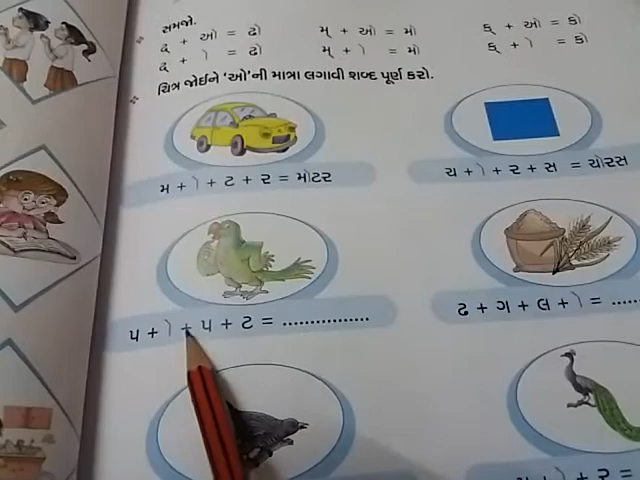 સમજો.
ઢ્ + ઓ = ઢો   મ્ + ઓ = મો   ક્ + ઓ = કો
ઢ્ + ો = ઢો   મ્ + ો = મો   ક્ + ો = કો
ચિત્ર જોઈને 'ઓ'ની માત્રા લગાવી શબ્દ પૂર્ણ કરો.
મ + ો + ટ + ર = મોટર   ચ + ો + ર + સ = ચોરસ
પ + ો + પ + ટ = ...............   ઢ + ગ + લ + ો = ......
+ ો + ર =